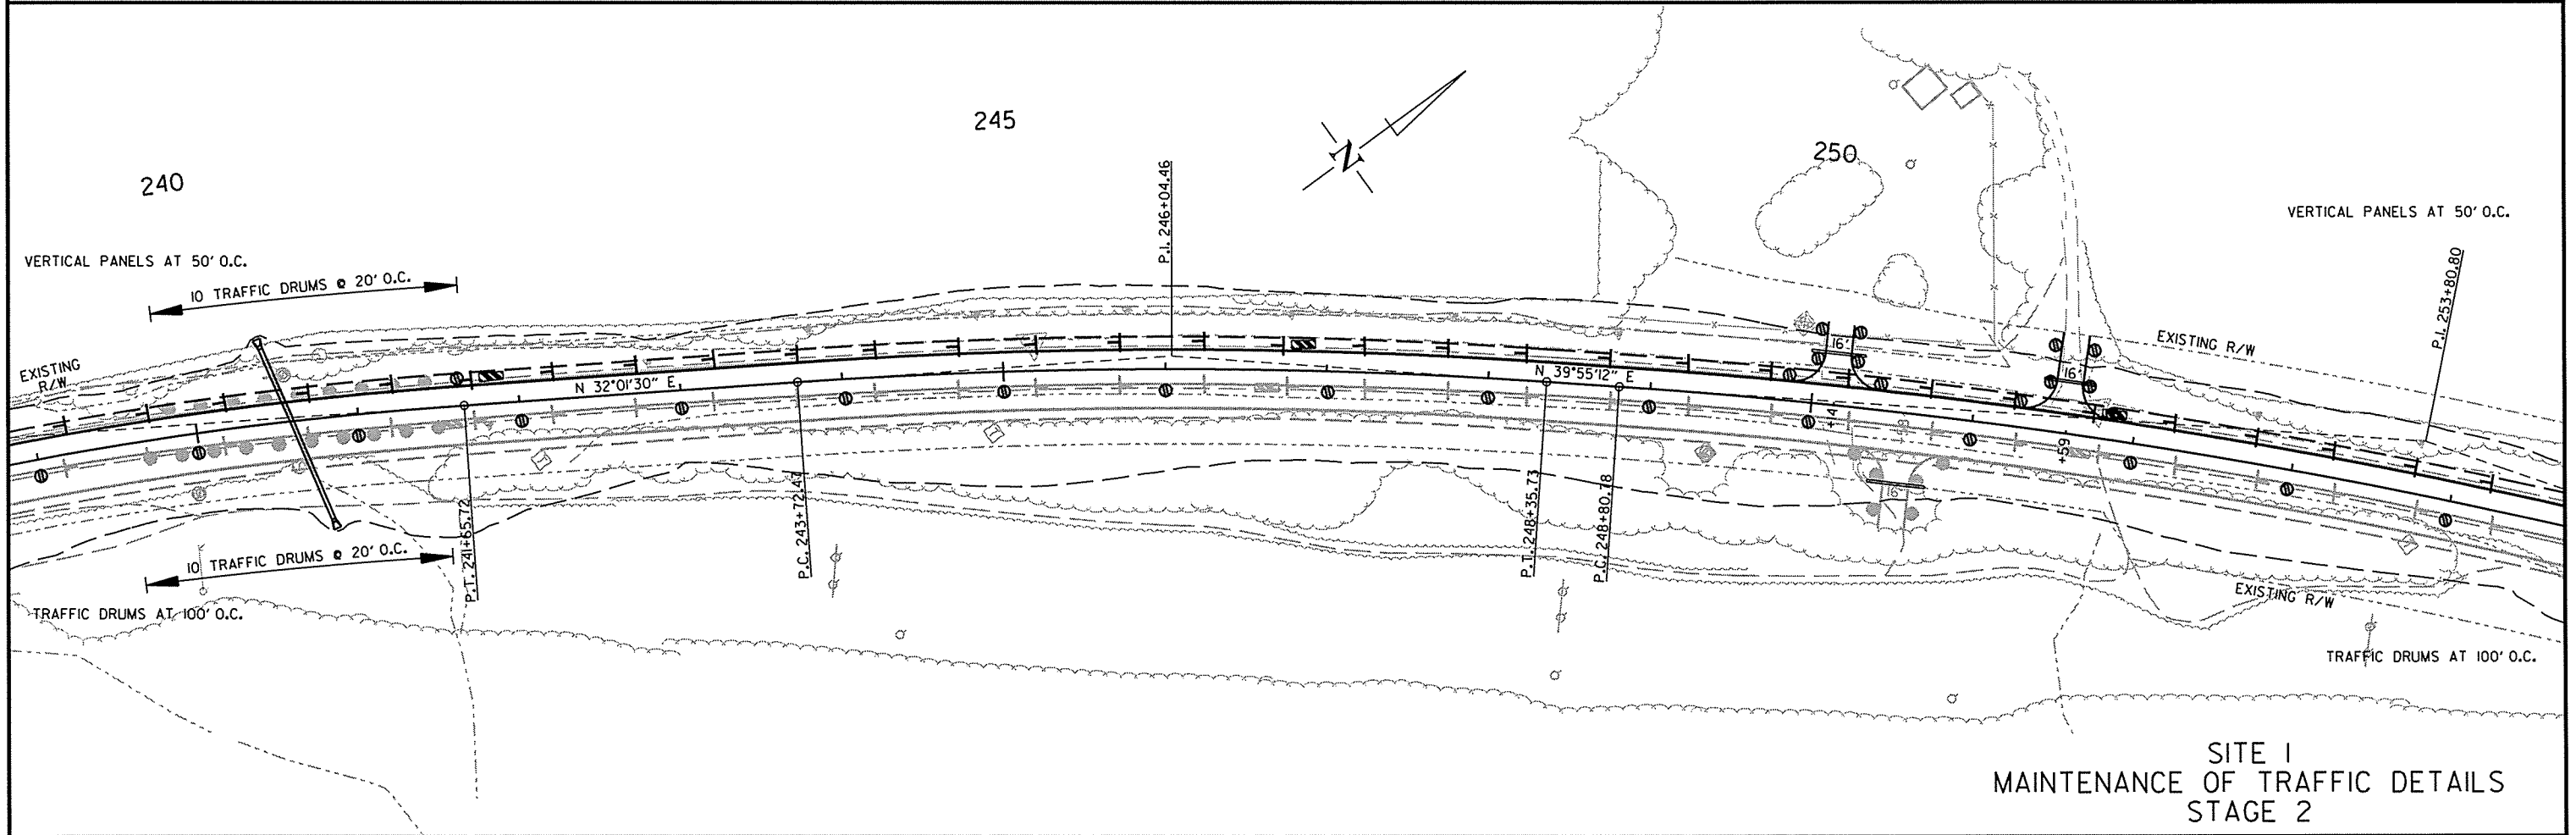 240
245
250
VERTICAL PANELS AT 50' O.C.
VERTICAL PANELS AT 50' O.C.
10 TRAFFIC DRUMS @ 20' O.C.
P.I. 246+04.46
N
P.I. 253+80.80
EXISTING
R/W
EXISTING R/W
16'
16'
N 32°01'30" E
N 39°55'12" E
+59
16'
P.T. 241+65.72
P.C. 243+72.47
P.T. 248+35.73
P.C. 248+80.78
10 TRAFFIC DRUMS @ 20' O.C.
TRAFFIC DRUMS AT 100' O.C.
EXISTING R/W
TRAFFIC DRUMS AT 100' O.C.
SITE 1
MAINTENANCE OF TRAFFIC DETAILS
STAGE 2